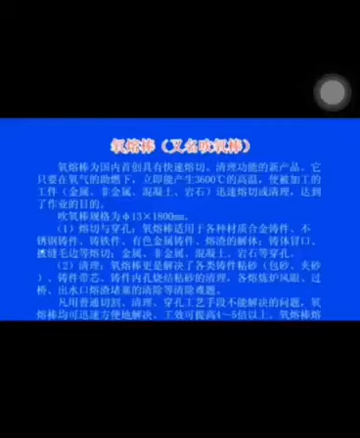 氧熔棒（又名吹氧棒）
氧熔棒为国内首创具有快速熔切、清理功能的新产品。它
只要在氧气的助燃下，立即能产生3600℃的高温，使被加工的
工件（金属、非金属、混凝土、岩石）迅速熔切或清理，达到
了作业的目的。
吹氧棒规格为Φ13×1800mm。
（1）熔切与穿孔：氧熔棒适用于各种材质合金铸件、不
锈钢铸件、铸铁件、有色金属铸件、熔渣的解体；铸体冒口、
披缝毛边等熔切；金属、非金属、混凝土、岩石等穿孔。
（2）清理：氧熔棒更是解决了各类铸件粘砂（包砂、夹砂
）、铸件带芯、铸件内孔烧结粘砂的清理，各熔炼炉风眼、过
桥、出水口熔渣堵塞的清除等清除难题。
凡用普通切割、清理、穿孔工艺手段不能解决的问题，氧
熔棒均可迅速方便地解决，工效可提高4～5倍以上。氧熔棒熔